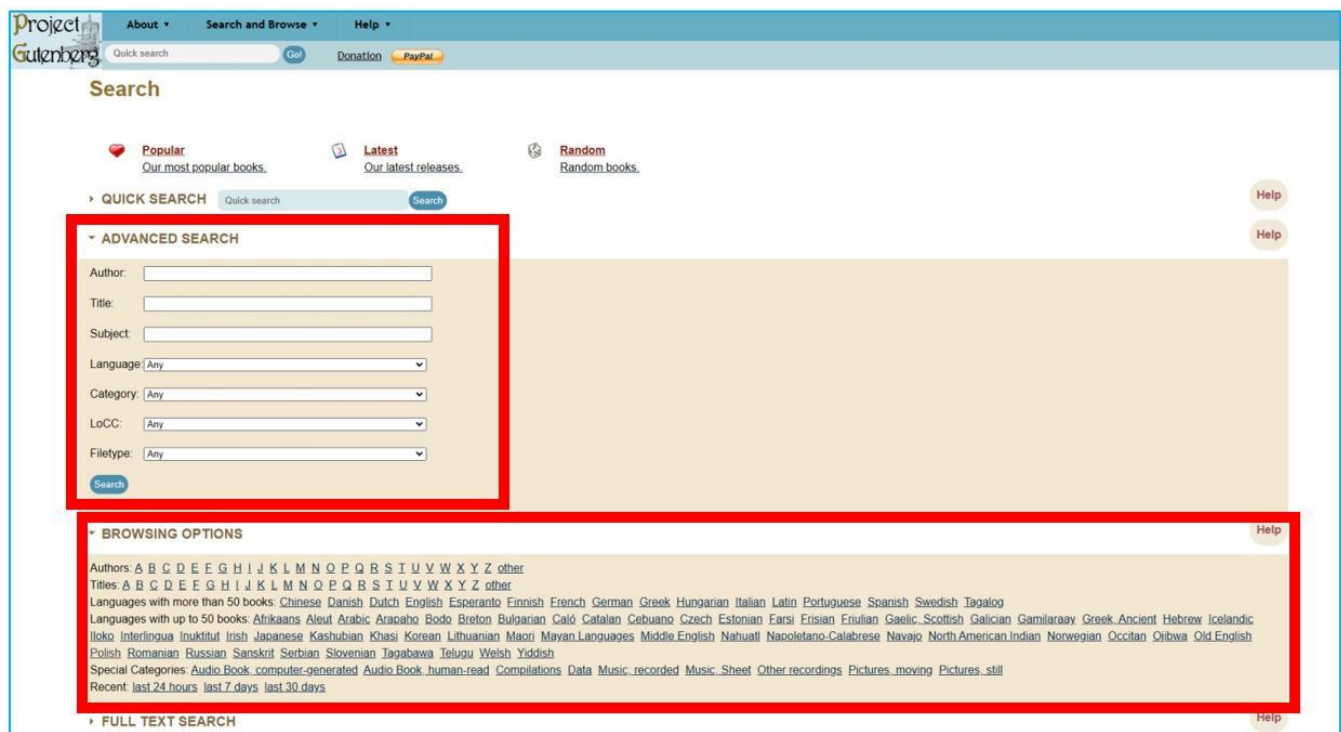 Project Gutenberg
About ▾ Search and Browse ▾ Help ▾
Quick search Go! Donation PayPal
Search
Popular Latest Random
Our most popular books. Our latest releases. Random books.
QUICK SEARCH Quick search Search Help
ADVANCED SEARCH Help
Author:
Title:
Subject:
Language: Any
Category: Any
LoCC: Any
Filetype: Any
Search
BROWSING OPTIONS Help
Authors: A B C D E F G H I J K L M N O P Q R S T U V W X Y Z other
Titles: A B C D E F G H I J K L M N O P Q R S T U V W X Y Z other
Languages with more than 50 books: Chinese Danish Dutch English Esperanto Finnish French German Greek Hungarian Italian Latin Portuguese Spanish Swedish Tagalog
Languages with up to 50 books: Afrikaans Aleut Arabic Arapaho Bodo Breton Bulgarian Caló Catalan Cebuano Czech Estonian Farsi Frisian Friulian Gaelic, Scottish Galician Gamilaraay Greek, Ancient Hebrew Icelandic
Iloko Interlingua Inuktitut Irish Japanese Kashubian Khasi Korean Lithuanian Maori Mayan Languages Middle English Nahuatl Napoletano-Calabrese Navajo North American Indian Norwegian Occitan Ojibwa Old English
Polish Romanian Russian Sanskrit Serbian Slovenian Tagabawa Telugu Welsh Yiddish
Special Categories: Audio Book, computer-generated Audio Book, human-read Compilations Data Music, recorded Music, Sheet Other recordings Pictures, moving Pictures, still
Recent: last 24 hours last 7 days last 30 days
FULL TEXT SEARCH Help